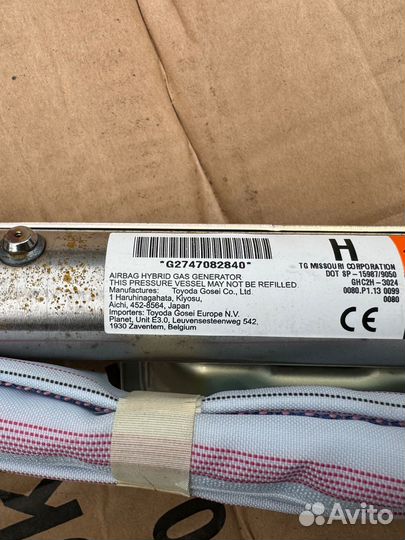 *G2747082840*
AIRBAG HYBRID GAS GENERATOR
THIS PRESSURE VESSEL MAY NOT BE REFILLED.
Manufactures: Toyoda Gosei Co., Ltd
1 Haruhinagahata, Kiyosu,
Aichi, 452-8564, Japan
Importers: Toyoda Gosei Europe N.V.
Planet, Unit E3.0, Leuvensesteenweg 542,
1930 Zaventem, Belgium
H
TG MISSOURI CORPORATION
DOT SP-15987/9050
GHC2H-3024
0080.P1.13 0099
0080
Avito